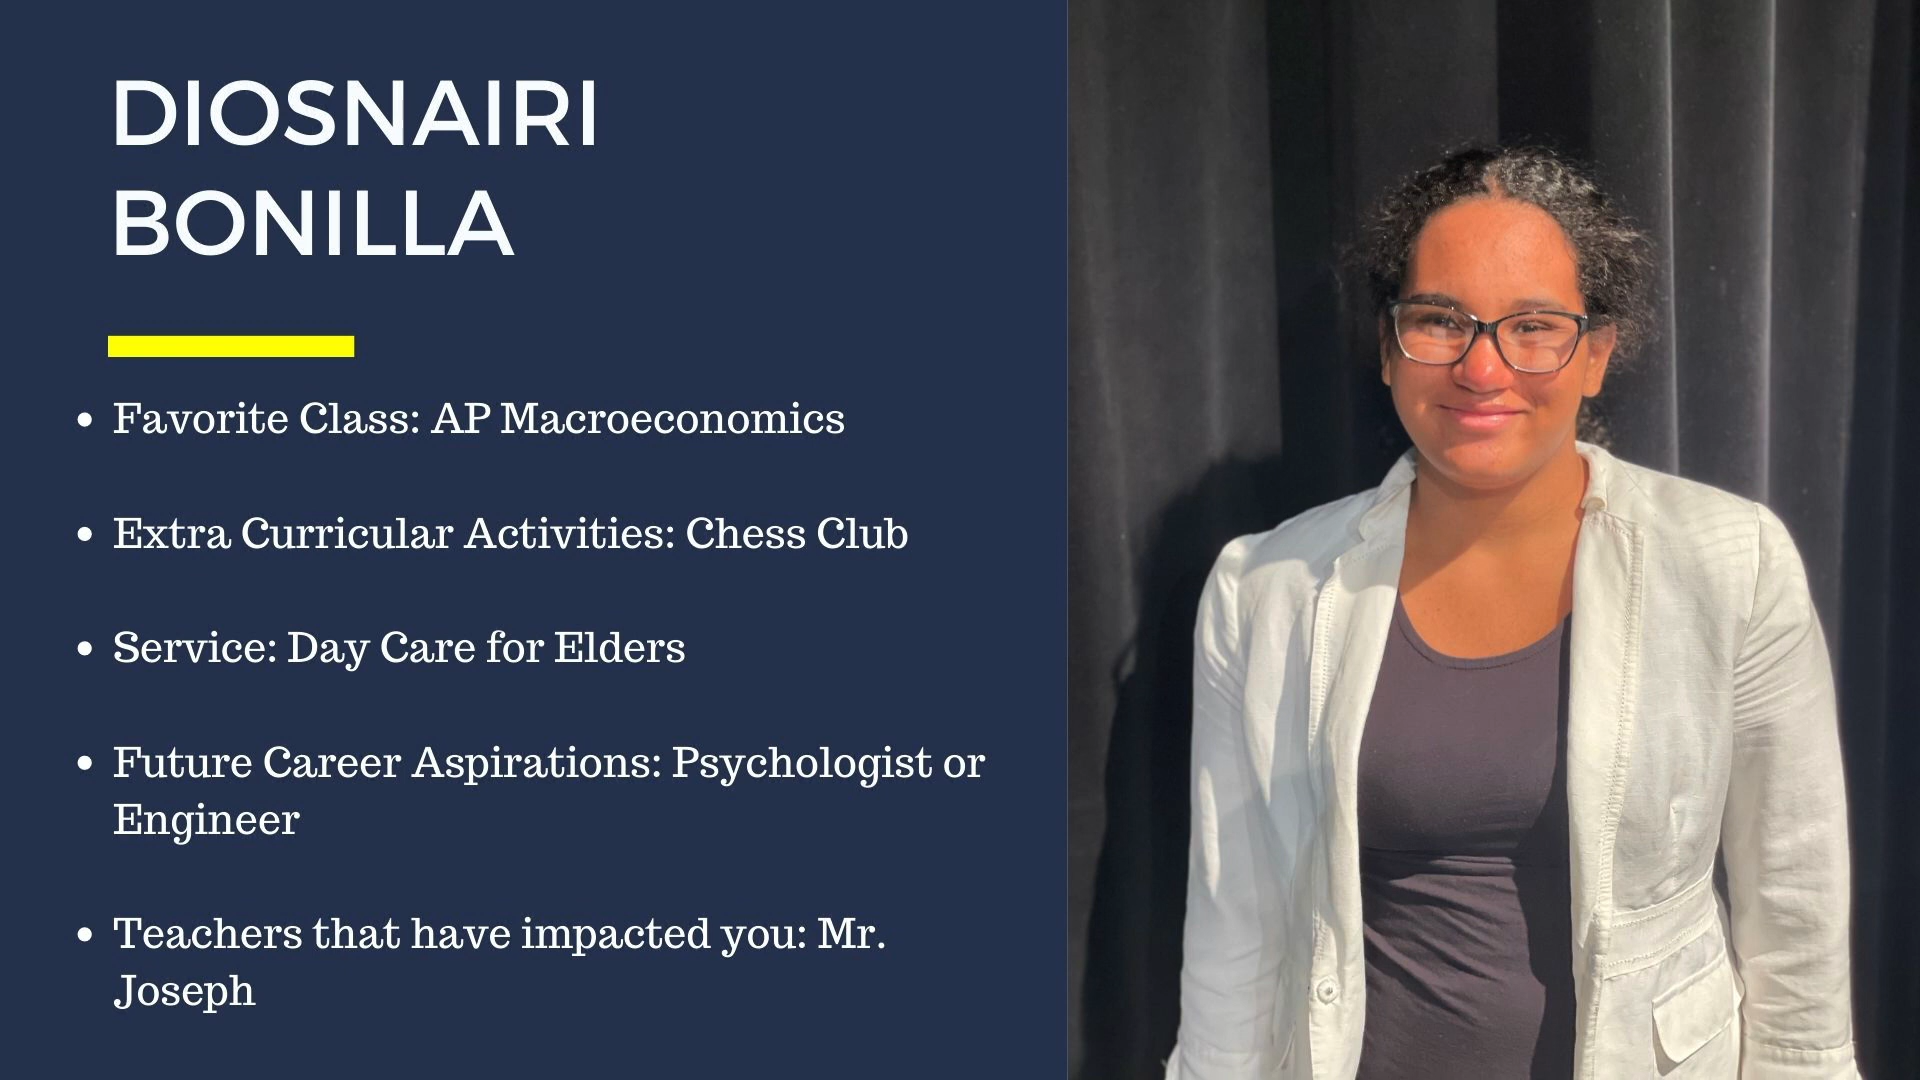 DIOSNAIRI
BONILLA
• Favorite Class: AP Macroeconomics
• Extra Curricular Activities: Chess Club
• Service: Day Care for Elders
• Future Career Aspirations: Psychologist or
Engineer
• Teachers that have impacted you: Mr.
Joseph